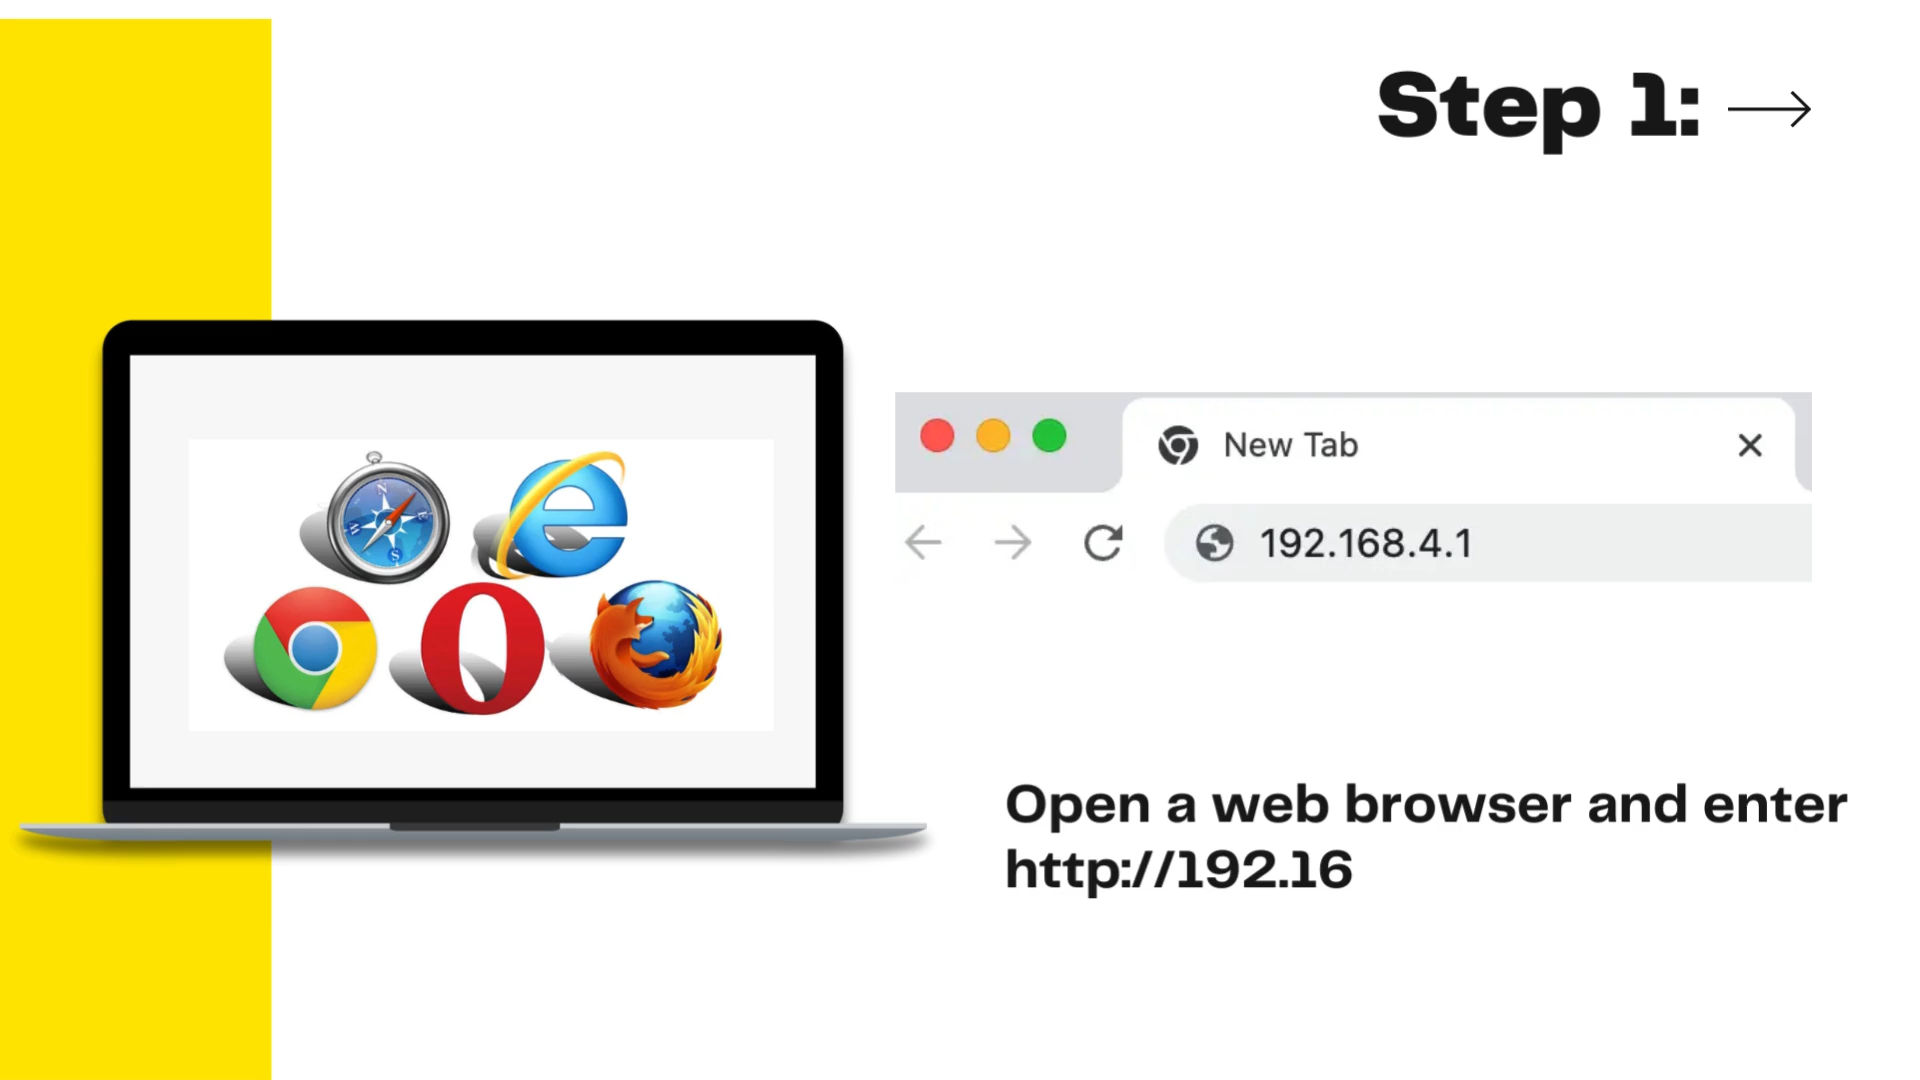 Step 1:
New Tab
192.168.4.1
Open a web browser and enter
http://192.16